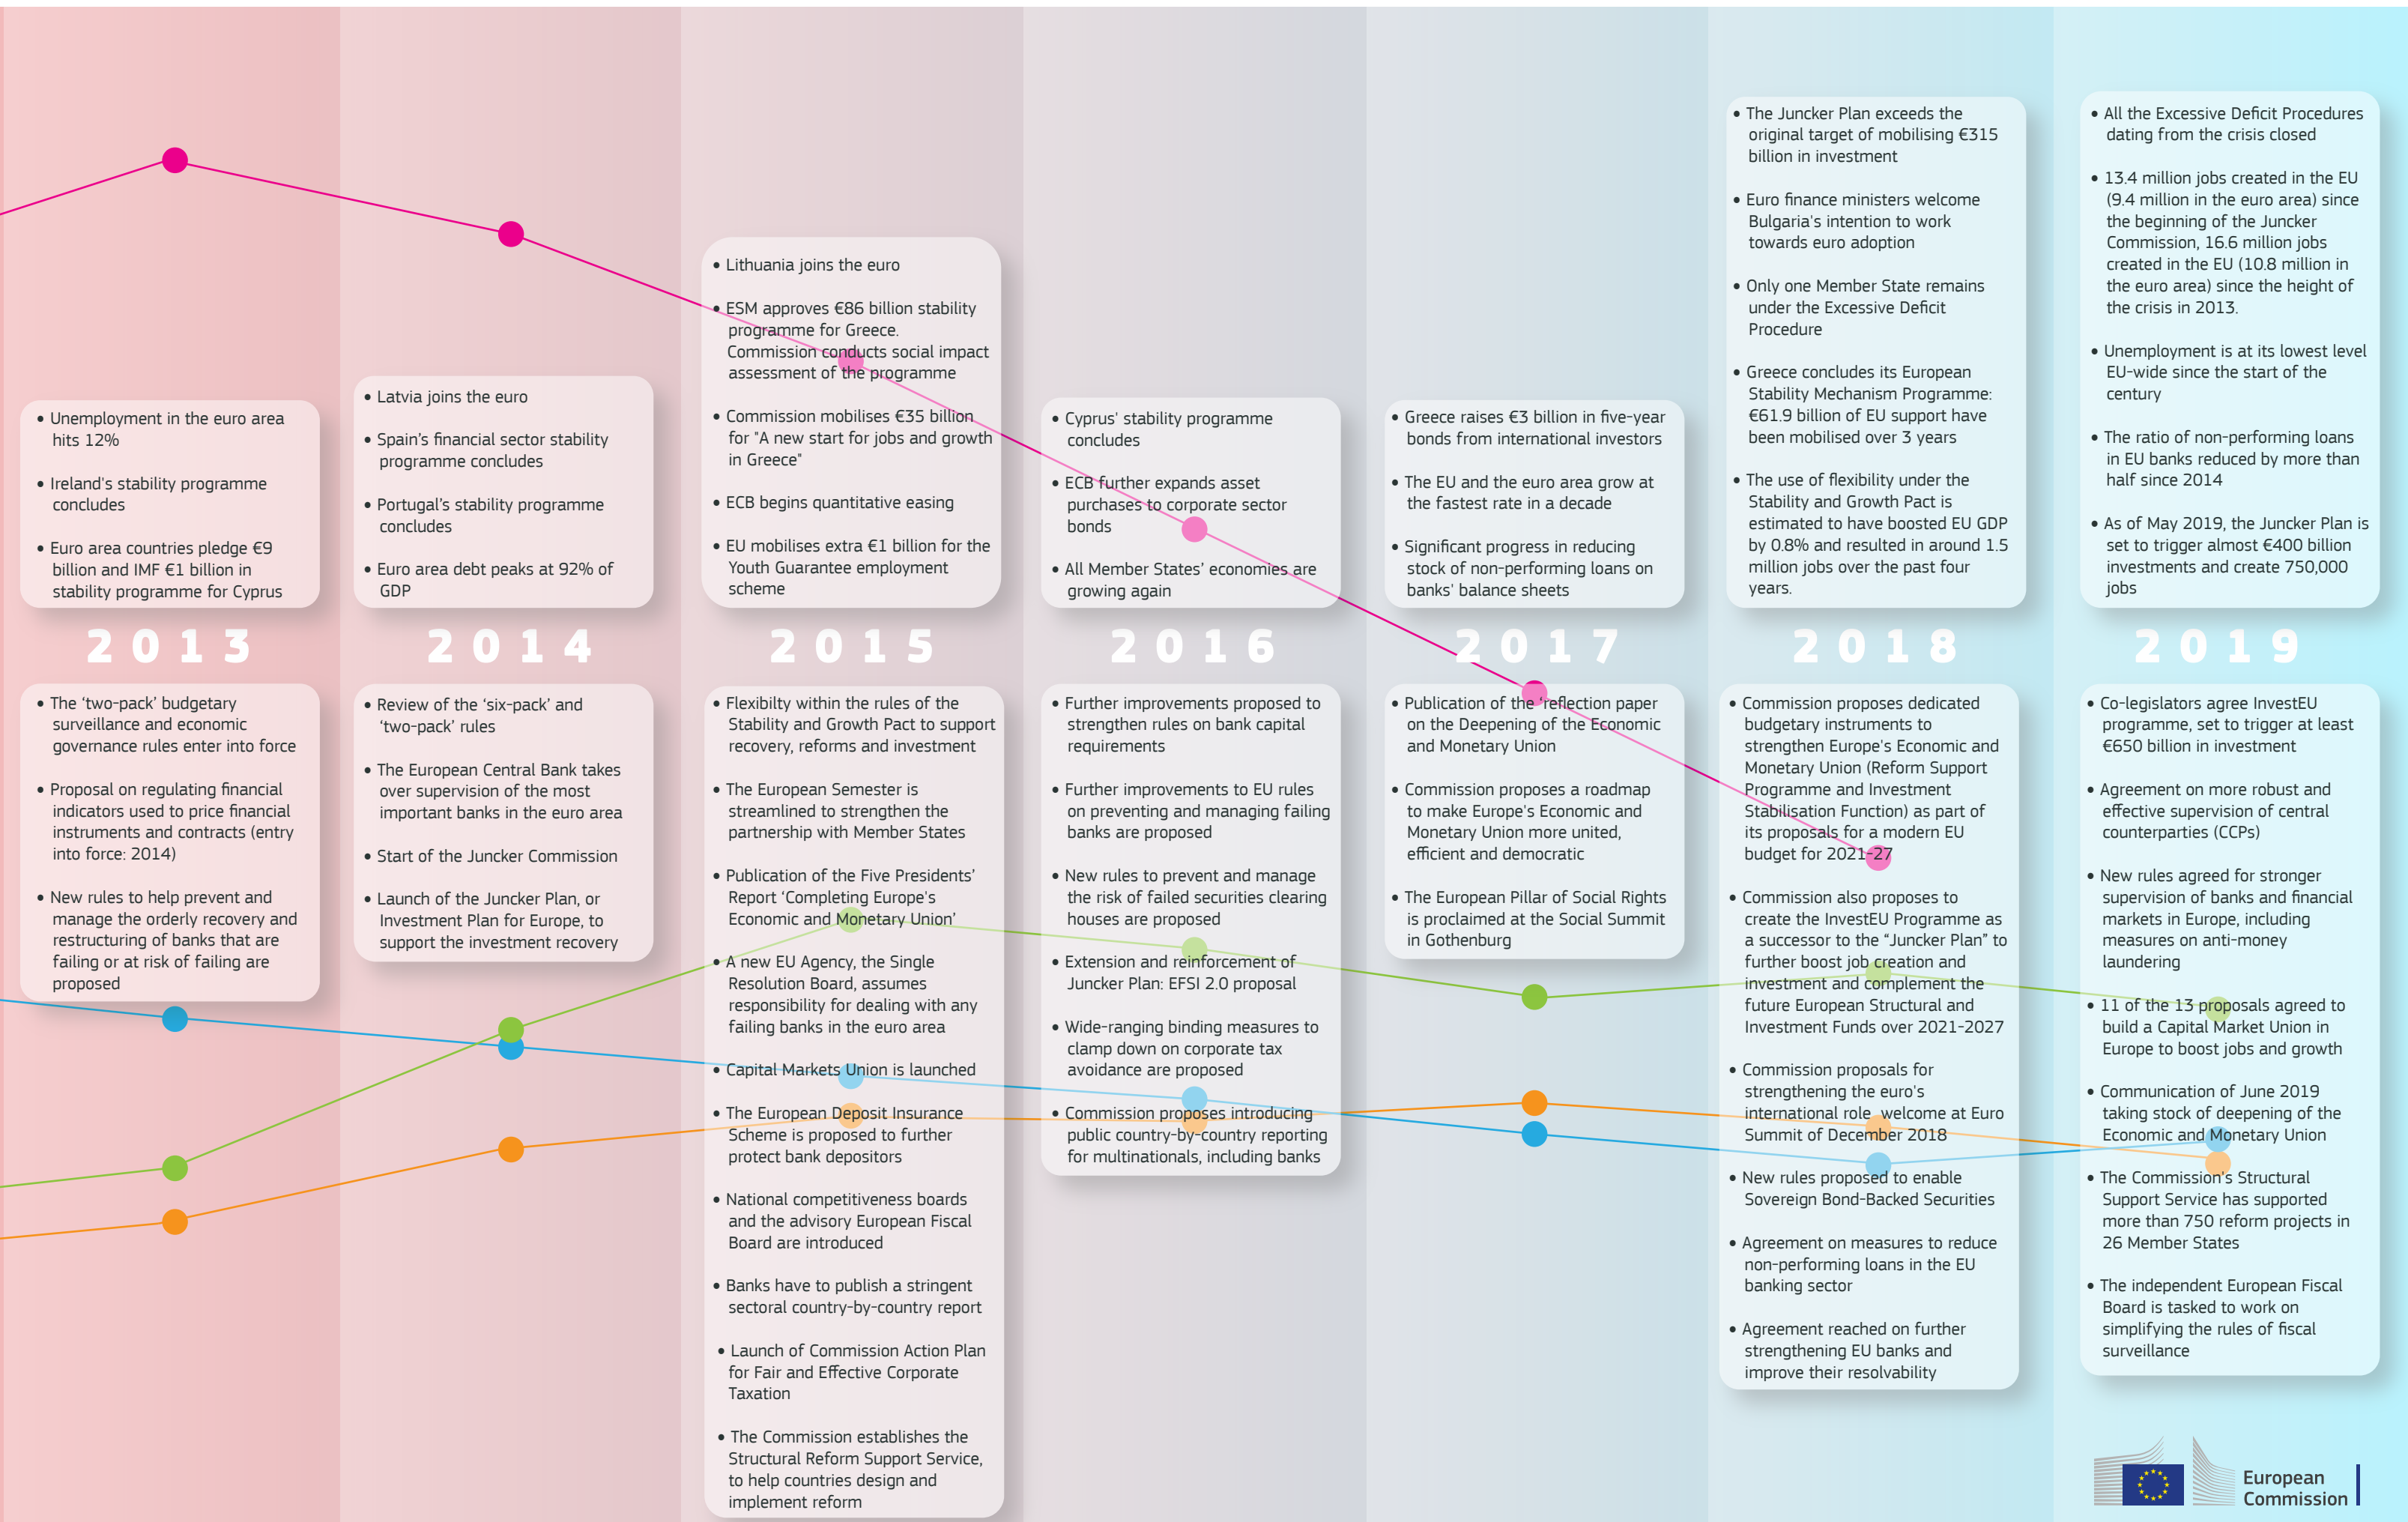 • Unemployment in the euro area
hits 12%
• Ireland's stability programme
concludes
• Euro area countries pledge €9
billion and IMF €1 billion in
stability programme for Cyprus
• Latvia joins the euro
• Spain's financial sector stability
programme concludes
• Portugal's stability programme
concludes
• Euro area debt peaks at 92% of
GDP
• Lithuania joins the euro
• ESM approves €86 billion stability
programme for Greece.
Commission conducts social impact
assessment of the programme
• Commission mobilises €35 billion
for "A new start for jobs and growth
in Greece"
• ECB begins quantitative easing
• EU mobilises extra €1 billion for the
Youth Guarantee employment
scheme
• Cyprus' stability programme
concludes
• ECB further expands asset
purchases to corporate sector
bonds
• All Member States' economies are
growing again
• Greece raises €3 billion in five-year
bonds from international investors
• The EU and the euro area grow at
the fastest rate in a decade
• Significant progress in reducing
stock of non-performing loans on
banks' balance sheets
• The Juncker Plan exceeds the
original target of mobilising €315
billion in investment
• Euro finance ministers welcome
Bulgaria's intention to work
towards euro adoption
• Only one Member State remains
under the Excessive Deficit
Procedure
• Greece concludes its European
Stability Mechanism Programme:
€61.9 billion of EU support have
been mobilised over 3 years
• The use of flexibility under the
Stability and Growth Pact is
estimated to have boosted EU GDP
by 0.8% and resulted in around 1.5
million jobs over the past four
years.
• All the Excessive Deficit Procedures
dating from the crisis closed
• 13.4 million jobs created in the EU
(9.4 million in the euro area) since
the beginning of the Juncker
Commission, 16.6 million jobs
created in the EU (10.8 million in
the euro area) since the height of
the crisis in 2013.
• Unemployment is at its lowest level
EU-wide since the start of the
century
• The ratio of non-performing loans
in EU banks reduced by more than
half since 2014
• As of May 2019, the Juncker Plan is
set to trigger almost €400 billion
investments and create 750,000
jobs
2013
2014
2015
2016
2017
2018
2019
• The 'two-pack' budgetary
surveillance and economic
governance rules enter into force
• Proposal on regulating financial
indicators used to price financial
instruments and contracts (entry
into force: 2014)
• New rules to help prevent and
manage the orderly recovery and
restructuring of banks that are
failing or at risk of failing are
proposed
• Review of the 'six-pack' and
'two-pack' rules
• The European Central Bank takes
over supervision of the most
important banks in the euro area
• Start of the Juncker Commission
• Launch of the Juncker Plan, or
Investment Plan for Europe, to
support the investment recovery
• Flexibilty within the rules of the
Stability and Growth Pact to support
recovery, reforms and investment
• The European Semester is
streamlined to strengthen the
partnership with Member States
• Publication of the Five Presidents'
Report 'Completing Europe's
Economic and Monetary Union'
• A new EU Agency, the Single
Resolution Board, assumes
responsibility for dealing with any
failing banks in the euro area
• Capital Markets Union is launched
• The European Deposit Insurance
Scheme is proposed to further
protect bank depositors
• National competitiveness boards
and the advisory European Fiscal
Board are introduced
• Banks have to publish a stringent
sectoral country-by-country report
• Launch of Commission Action Plan
for Fair and Effective Corporate
Taxation
• The Commission establishes the
Structural Reform Support Service,
to help countries design and
implement reform
• Further improvements proposed to
strengthen rules on bank capital
requirements
• Further improvements to EU rules
on preventing and managing failing
banks are proposed
• New rules to prevent and manage
the risk of failed securities clearing
houses are proposed
• Extension and reinforcement of
Juncker Plan: EFSI 2.0 proposal
• Wide-ranging binding measures to
clamp down on corporate tax
avoidance are proposed
• Commission proposes introducing
public country-by-country reporting
for multinationals, including banks
• Publication of the 'reflection paper
on the Deepening of the Economic
and Monetary Union
• Commission proposes a roadmap
to make Europe's Economic and
Monetary Union more united,
efficient and democratic
• The European Pillar of Social Rights
is proclaimed at the Social Summit
in Gothenburg
• Commission proposes dedicated
budgetary instruments to
strengthen Europe's Economic and
Monetary Union (Reform Support
Programme and Investment
Stabilisation Function) as part of
its proposals for a modern EU
budget for 2021-27
• Commission also proposes to
create the InvestEU Programme as
a successor to the "Juncker Plan" to
further boost job creation and
investment and complement the
future European Structural and
Investment Funds over 2021-2027
• Commission proposals for
strengthening the euro's
international role welcome at Euro
Summit of December 2018
• New rules proposed to enable
Sovereign Bond-Backed Securities
• Agreement on measures to reduce
non-performing loans in the EU
banking sector
• Agreement reached on further
strengthening EU banks and
improve their resolvability
• Co-legislators agree InvestEU
programme, set to trigger at least
€650 billion in investment
• Agreement on more robust and
effective supervision of central
counterparties (CCPs)
• New rules agreed for stronger
supervision of banks and financial
markets in Europe, including
measures on anti-money
laundering
• 11 of the 13 proposals agreed to
build a Capital Market Union in
Europe to boost jobs and growth
• Communication of June 2019
taking stock of deepening of the
Economic and Monetary Union
• The Commission's Structural
Support Service has supported
more than 750 reform projects in
26 Member States
• The independent European Fiscal
Board is tasked to work on
simplifying the rules of fiscal
surveillance
European
Commission